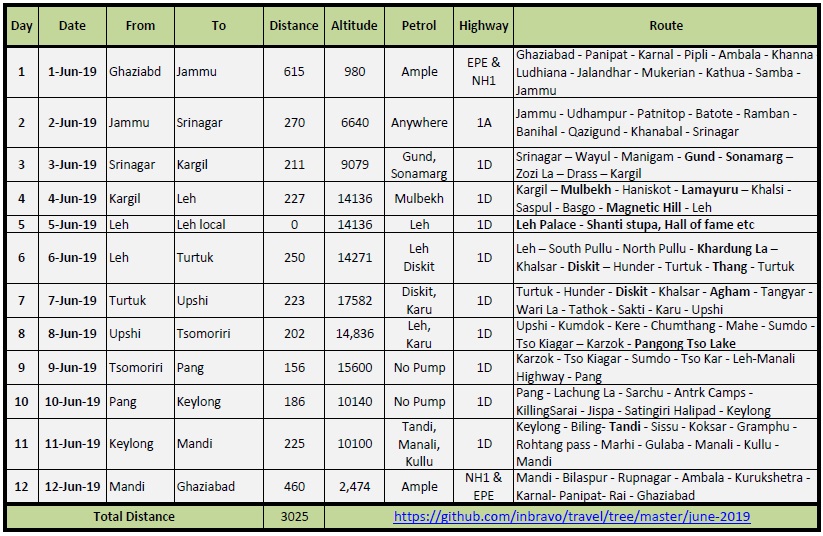 Day Date From To Distance Altitude Petrol Highway Route
1 1-Jun-19 Ghaziabd Jammu 615 980 Ample EPE & NH1 Ghaziabad - Panipat - Karnal - Pipli - Ambala - Khanna
Ludhiana - Jalandhar - Mukerian - Kathua - Samba -
Jammu
2 2-Jun-19 Jammu Srinagar 270 6640 Anywhere 1A Jammu - Udhampur - Patnitop - Batote - Ramban -
Banihal - Qazigund - Khanabal - Srinagar
3 3-Jun-19 Srinagar Kargil 211 9079 Gund, Sonamarg 1D Srinagar – Wayul - Manigam - Gund - Sonamarg –
Zozi La – Drass – Kargil
4 4-Jun-19 Kargil Leh 227 14136 Mulbekh 1D Kargil – Mulbekh - Haniskot - Lamayuru – Khalsi -
Saspul - Basgo - Magnetic Hill - Leh
5 5-Jun-19 Leh Leh local 0 14136 Leh 1D Leh Palace - Shanti stupa, Hall of fame etc
6 6-Jun-19 Leh Turtuk 250 14271 Leh Diskit 1D Leh – South Pullu - North Pullu - Khardung La –
Khalsar - Diskit – Hunder - Turtuk - Thang - Turtuk
7 7-Jun-19 Turtuk Upshi 223 17582 Diskit, Karu 1D Turtuk - Hunder - Diskit - Khalsar - Agham - Tangyar -
Wari La - Tathok - Sakti - Karu - Upshi
8 8-Jun-19 Upshi Tsomoriri 202 14,836 Leh, Karu 1D Upshi - Kumdok - Kere - Chumthang - Mahe - Sumdo -
Tso Kiagar – Karzok - Pangong Tso Lake
9 9-Jun-19 Tsomoriri Pang 156 15600 No Pump 1D Karzok - Tso Kiagar - Sumdo - Tso Kar - Leh-Manali
Highway - Pang
10 10-Jun-19 Pang Keylong 186 10140 No Pump 1D Pang - Lachung La - Sarchu - Antrk Camps -
KillingSarai - Jispa - Satingiri Halipad - Keylong
11 11-Jun-19 Keylong Mandi 225 10100 Tandi, Manali, Kullu 1D Keylong - Biling- Tandi - Sissu - Koksar - Gramphu -
Rohtang pass - Marhi - Gulaba - Manali - Kullu -
Mandi
12 12-Jun-19 Mandi Ghaziabad 460 2,474 Ample NH1 & EPE Mandi - Bilaspur - Rupnagar - Ambala - Kurukshetra -
Karnal- Panipat- Rai - Ghaziabad
Total Distance 3025 https://github.com/inbravo/travel/tree/master/june-2019